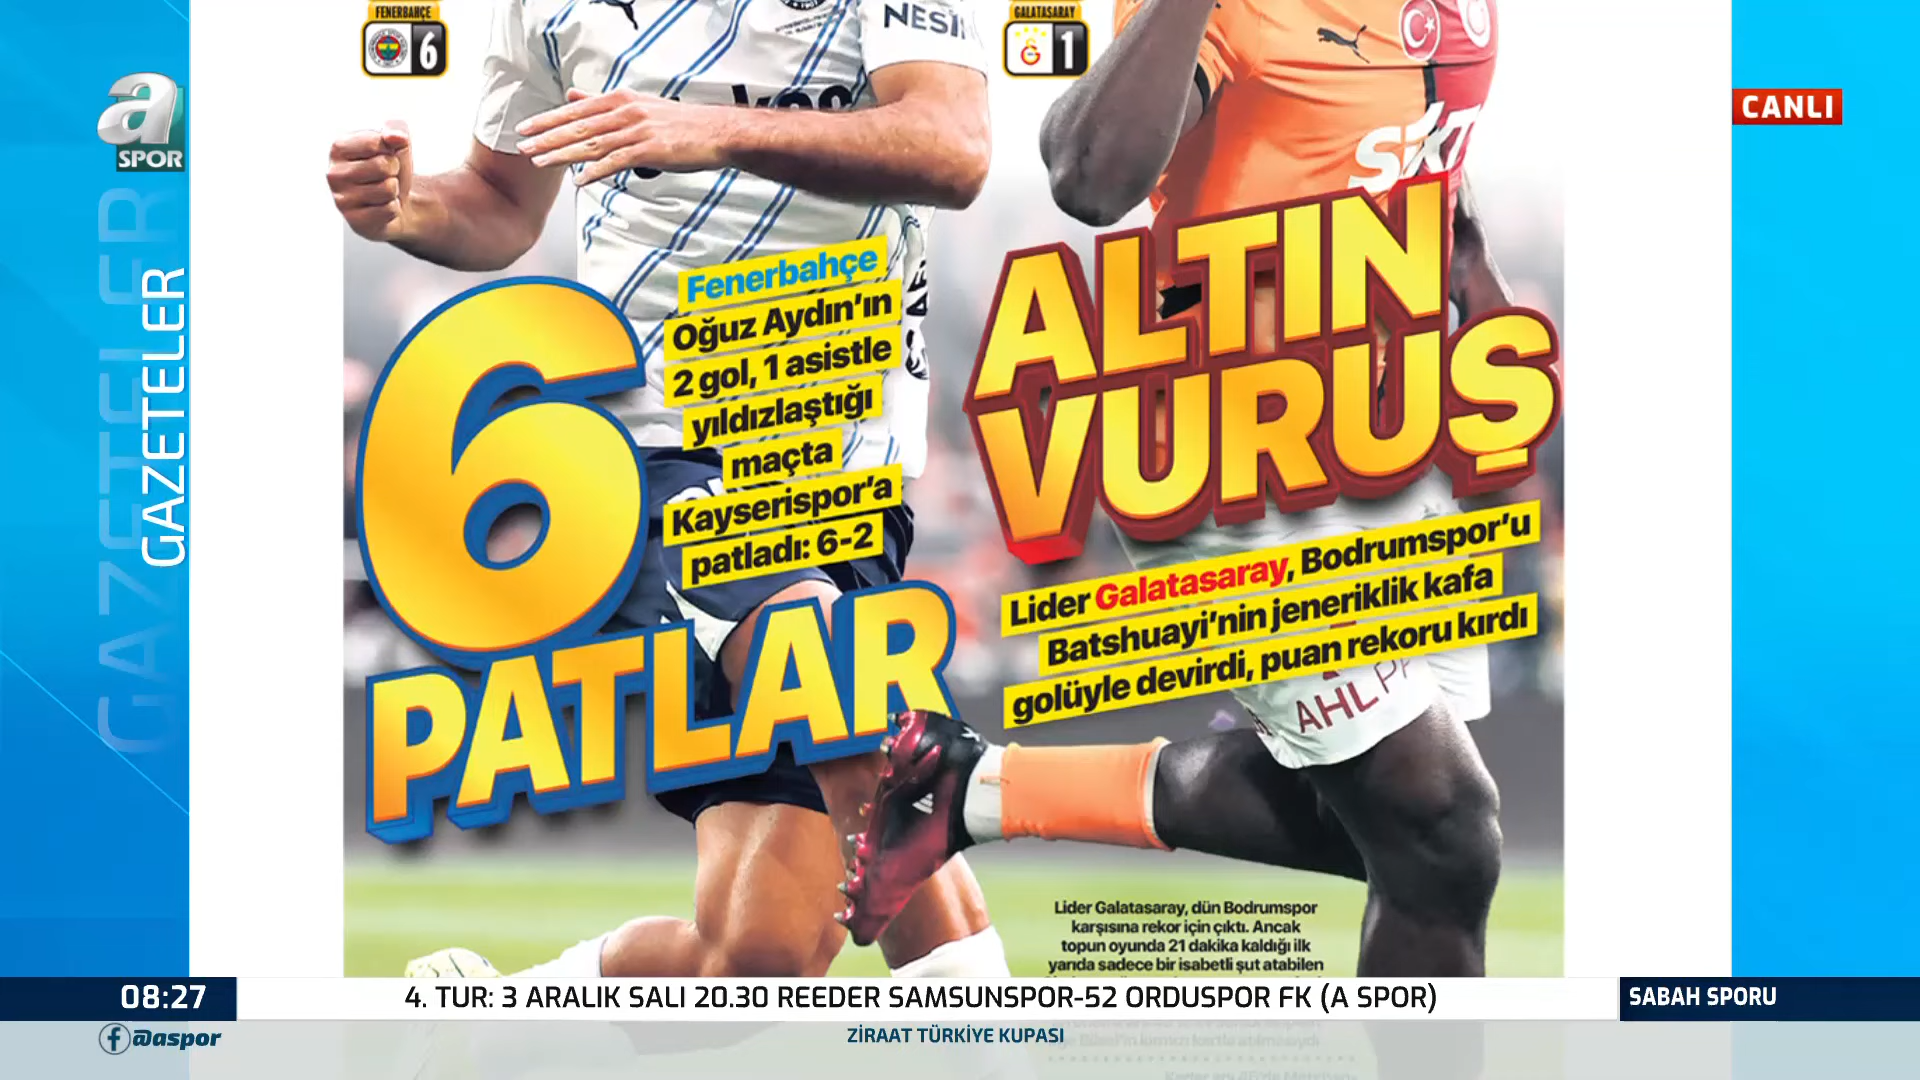 FENERBAHÇE
6
GALATASARAY
1
NESİ
a
SPOR
CANLI
GAZETELER
GAZETELER
Fenerbahçe
Oğuz Aydın’ın
2 gol, 1 asistle
yıldızlaştığı
maçta
Kayserispor’a
patladı: 6-2
6
PATLAR
ALTIN
VURUŞ
Lider Galatasaray, Bodrumspor’u
Batshuayi’nin jeneriklik kafa
golüyle devirdi, puan rekoru kırdı
AHL
Lider Galatasaray, dün Bodrumspor
karşısına rekor için çıktı. Ancak
topun oyunda 21 dakika kaldığı ilk
yarıda sadece bir isabetli şut atabilen
08:27
4. TUR: 3 ARALIK SALI 20.30 REEDER SAMSUNSPOR-52 ORDUSPOR FK (A SPOR)
SABAH SPORU
@aspor
ZİRAAT TÜRKİYE KUPASI